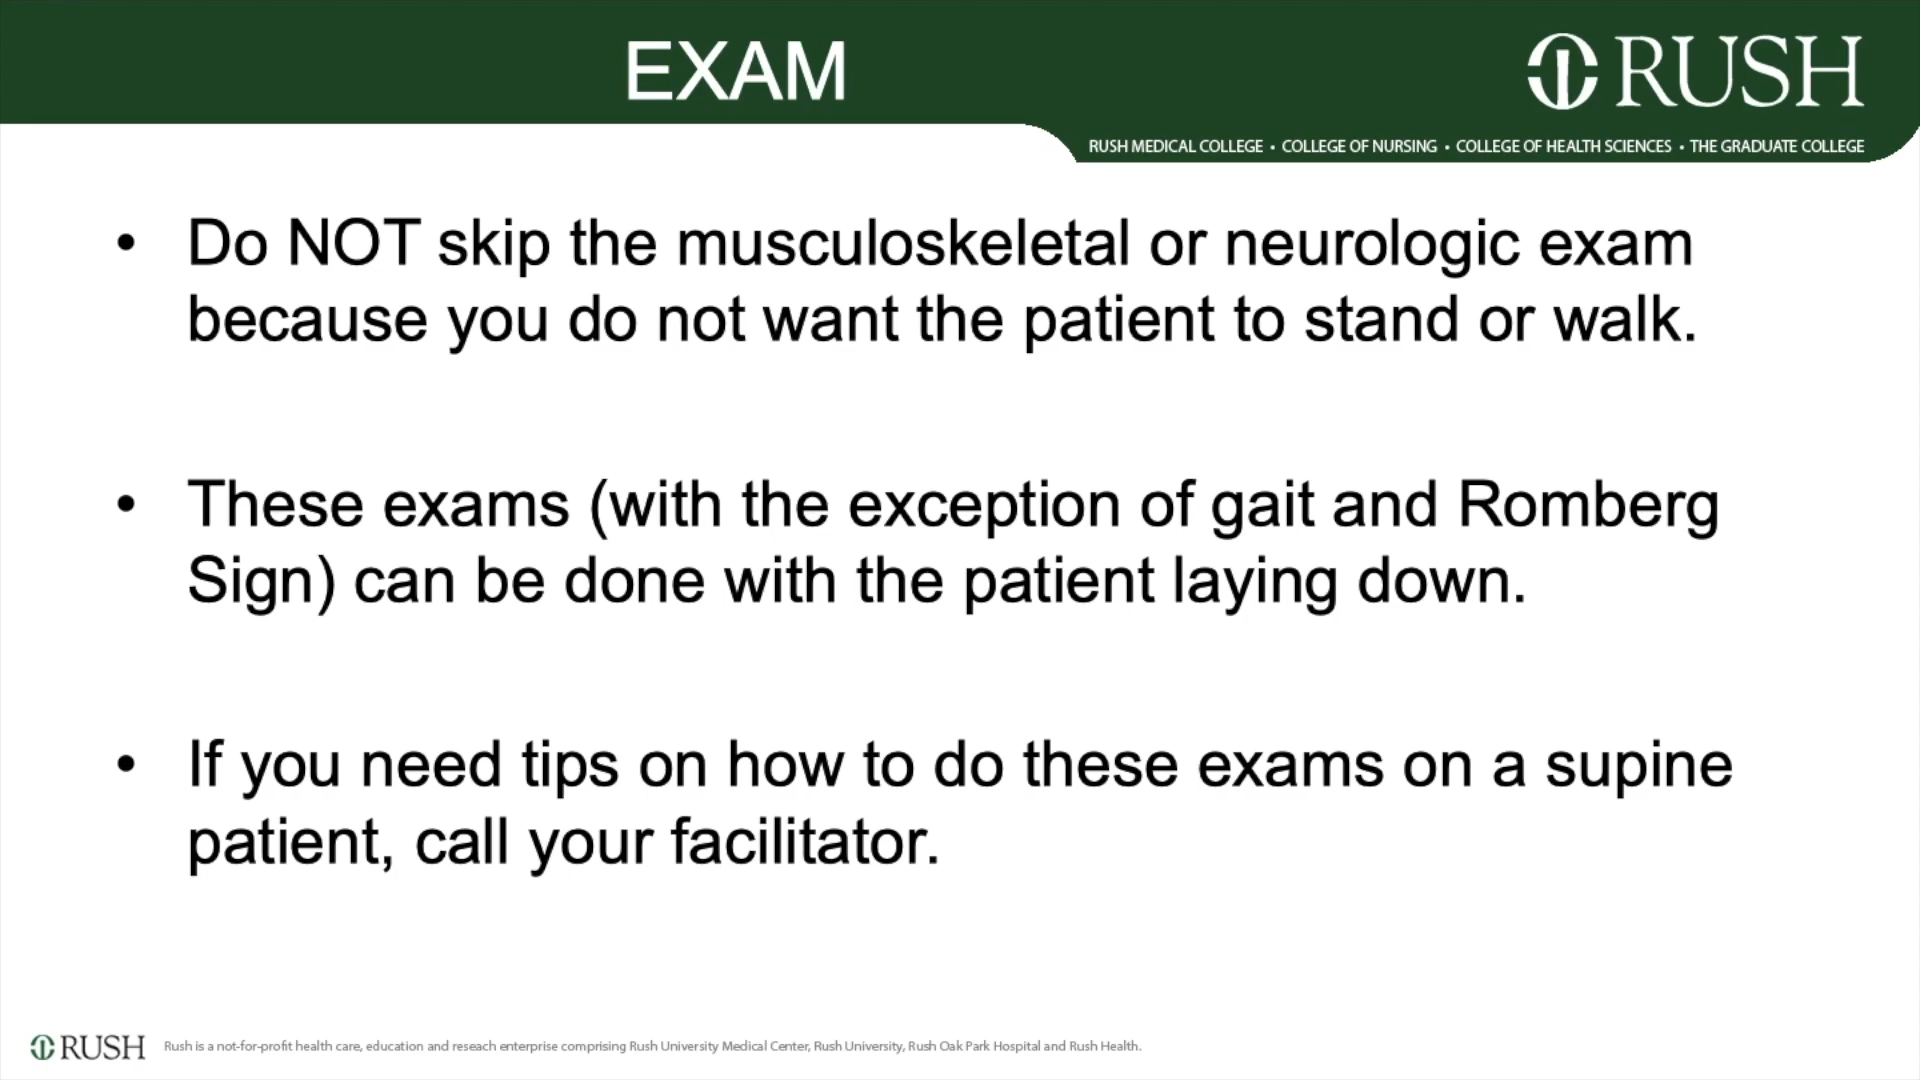 EXAM
RUSH
RUSH MEDICAL COLLEGE • COLLEGE OF NURSING • COLLEGE OF HEALTH SCIENCES • THE GRADUATE COLLEGE
• Do NOT skip the musculoskeletal or neurologic exam
because you do not want the patient to stand or walk.
• These exams (with the exception of gait and Romberg
Sign) can be done with the patient laying down.
• If you need tips on how to do these exams on a supine
patient, call your facilitator.
RUSH
Rush is a not-for-profit health care, education and reseach enterprise comprising Rush University Medical Center, Rush University, Rush Oak Park Hospital and Rush Health.